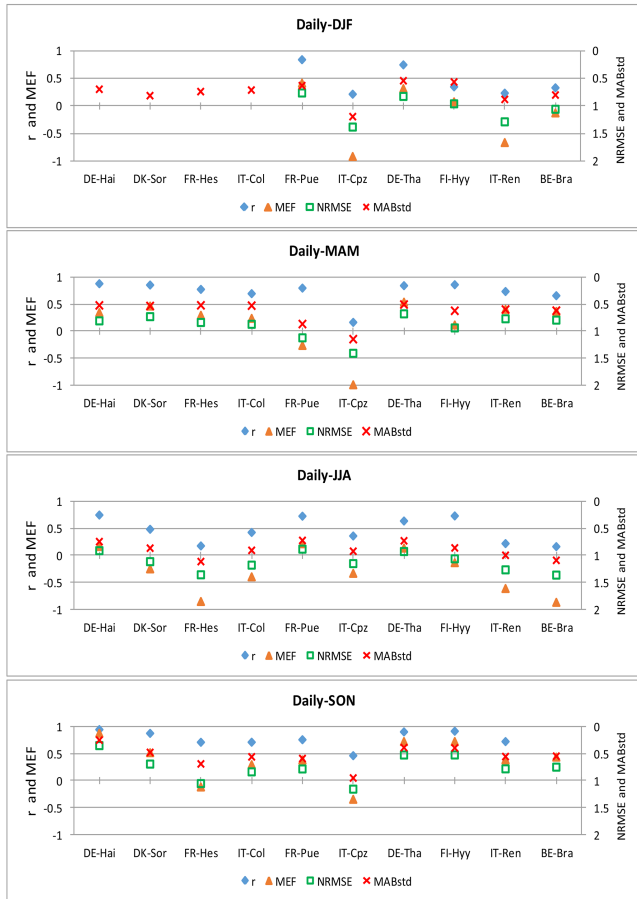 Daily-DJF
1 0
0.5 0.5
0 1
-0.5 1.5
-1 2
r and MEF
NRMSE and MABstd
DE-Hai DK-Sor FR-Hes IT-Col FR-Pue IT-Cpz DE-Tha FI-Hyy IT-Ren BE-Bra
r MEF NRMSE MABstd
Daily-MAM
1 0
0.5 0.5
0 1
-0.5 1.5
-1 2
r and MEF
NRMSE and MABstd
DE-Hai DK-Sor FR-Hes IT-Col FR-Pue IT-Cpz DE-Tha FI-Hyy IT-Ren BE-Bra
r MEF NRMSE MABstd
Daily-JJA
1 0
0.5 0.5
0 1
-0.5 1.5
-1 2
r and MEF
NRMSE and MABstd
DE-Hai DK-Sor FR-Hes IT-Col FR-Pue IT-Cpz DE-Tha FI-Hyy IT-Ren BE-Bra
r MEF NRMSE MABstd
Daily-SON
1 0
0.5 0.5
0 1
-0.5 1.5
-1 2
r and MEF
NRMSE and MABstd
DE-Hai DK-Sor FR-Hes IT-Col FR-Pue IT-Cpz DE-Tha FI-Hyy IT-Ren BE-Bra
r MEF NRMSE MABstd